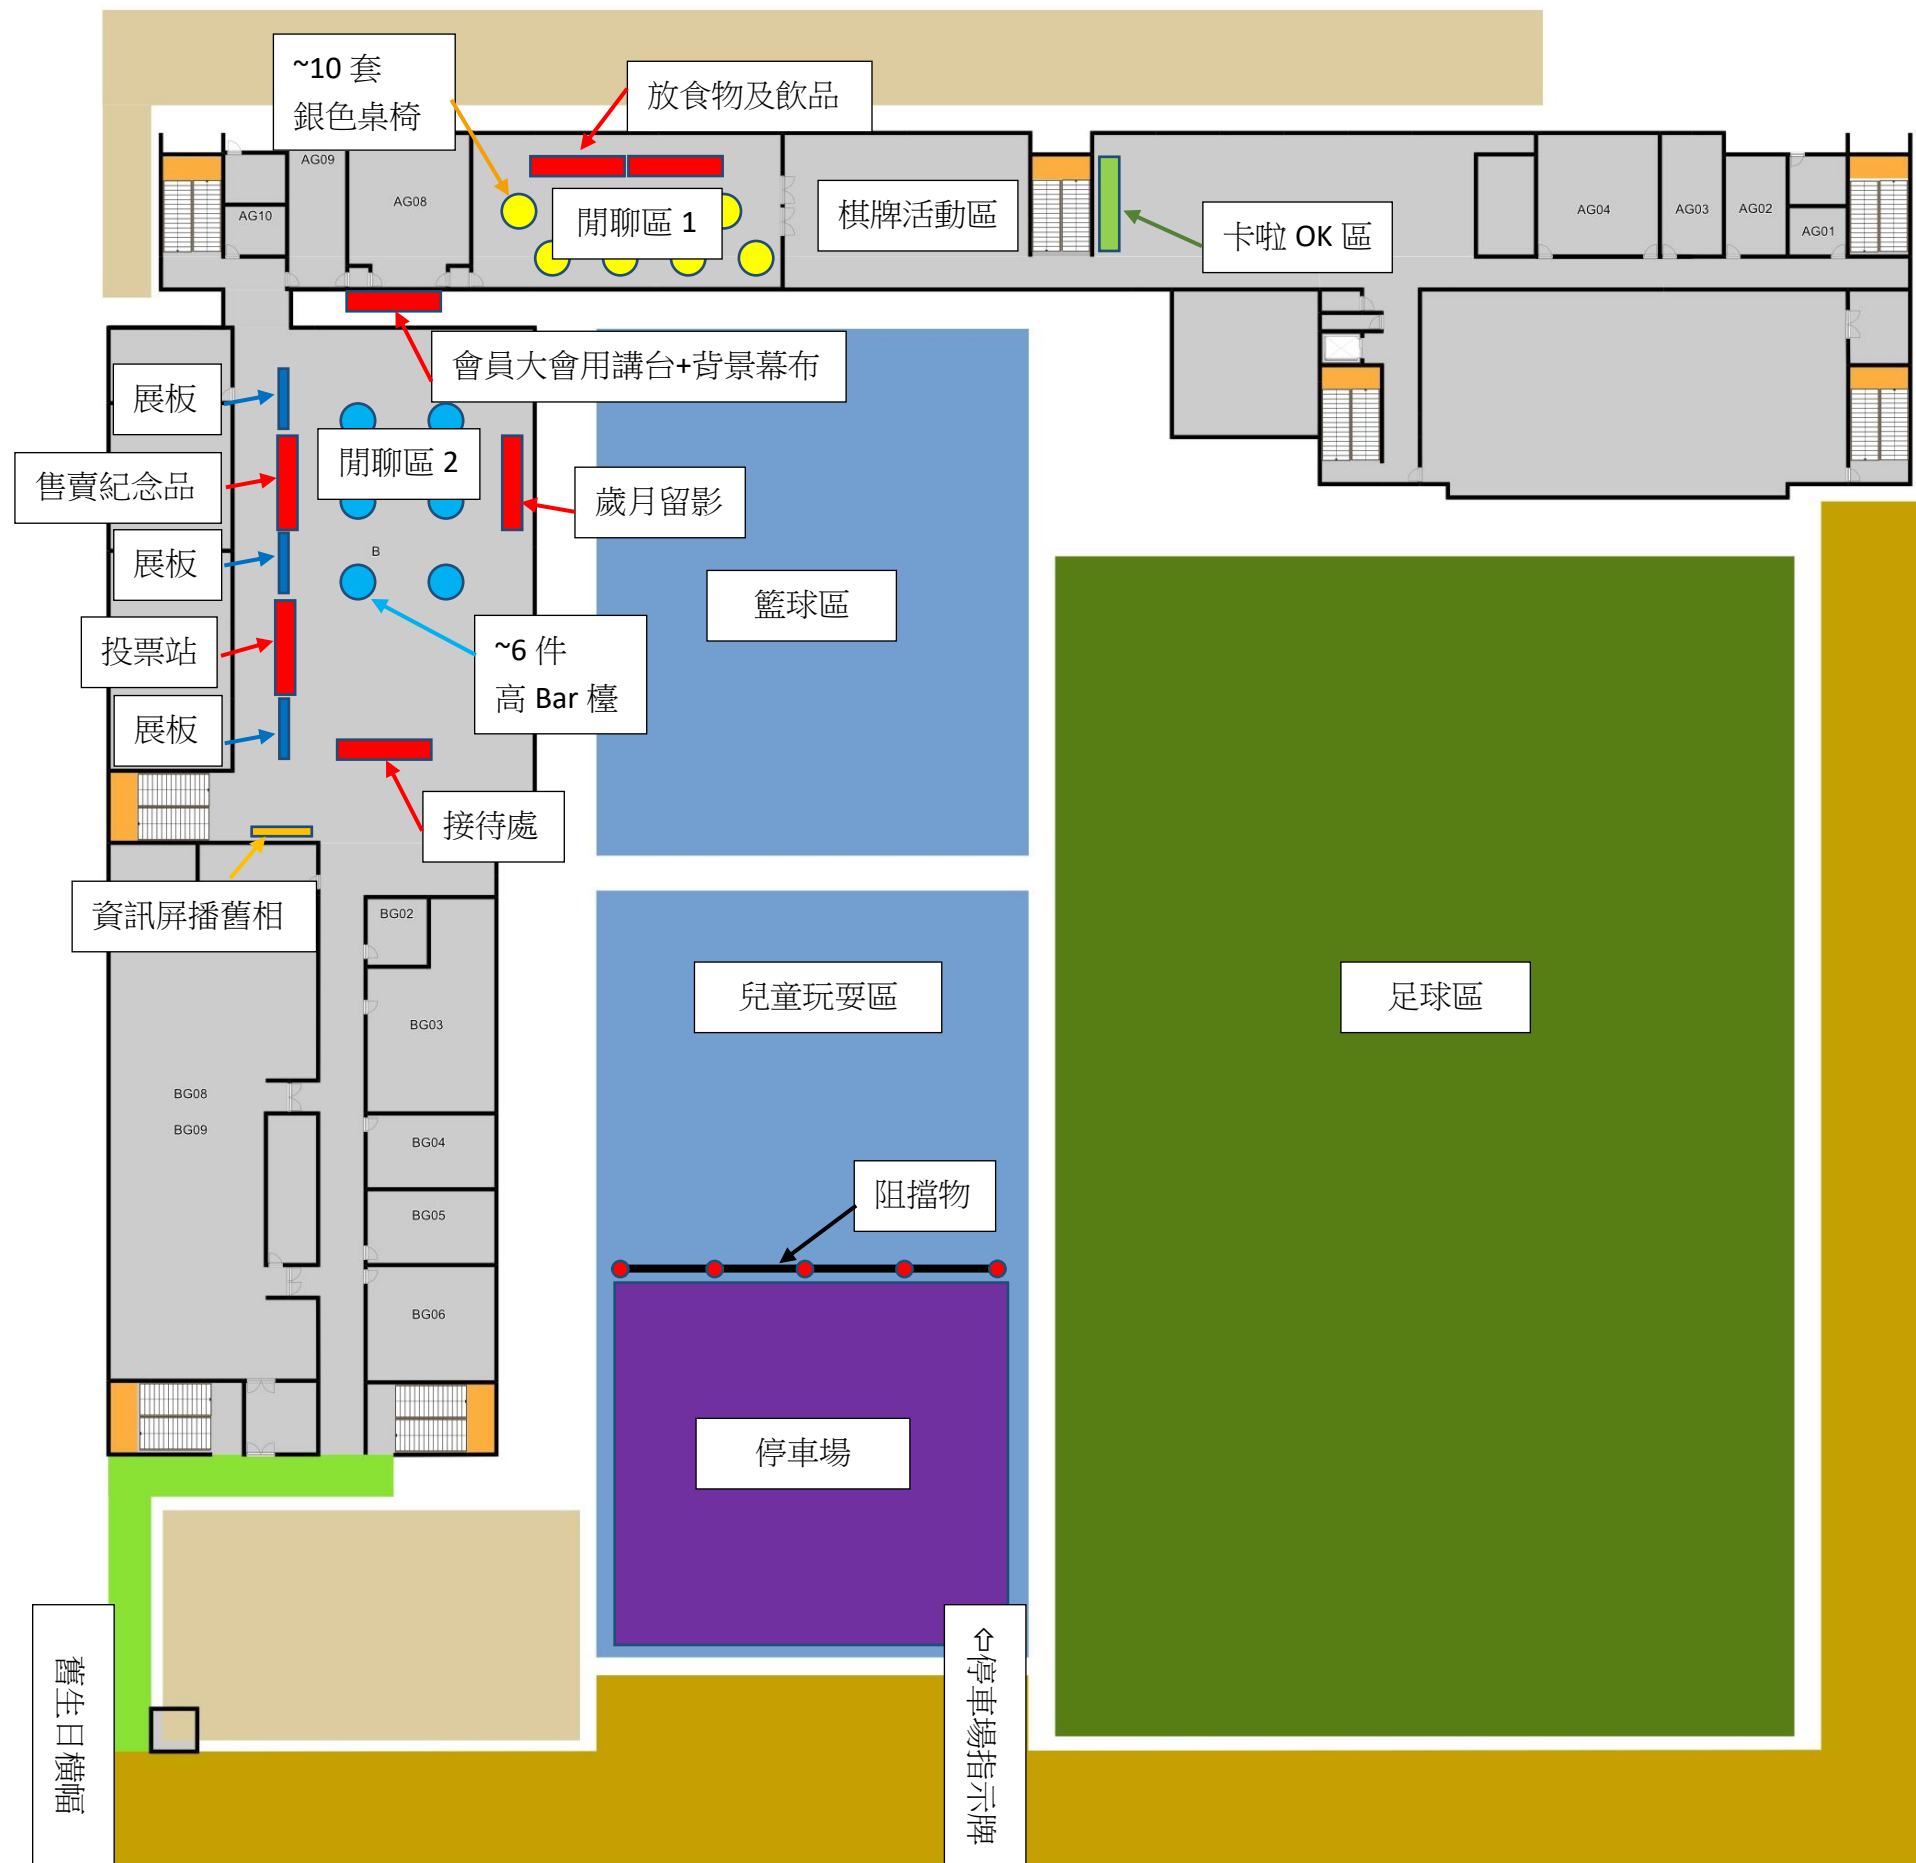 ~10 套
銀色桌椅
放食物及飲品
AG09
AG08
AG10
閒聊區 1
棋牌活動區
卡啦 OK 區
AG04
AG03
AG02
AG01
會員大會用講台+背景幕布
展板
閒聊區 2
售賣紀念品
歲月留影
展板
B
籃球區
投票站
~6 件
高 Bar 檯
展板
接待處
資訊屏播舊相
BG02
兒童玩耍區
足球區
BG03
BG08
BG09
BG04
阻擋物
BG05
BG06
停車場
舊生日橫幅
⇦停車場指示牌